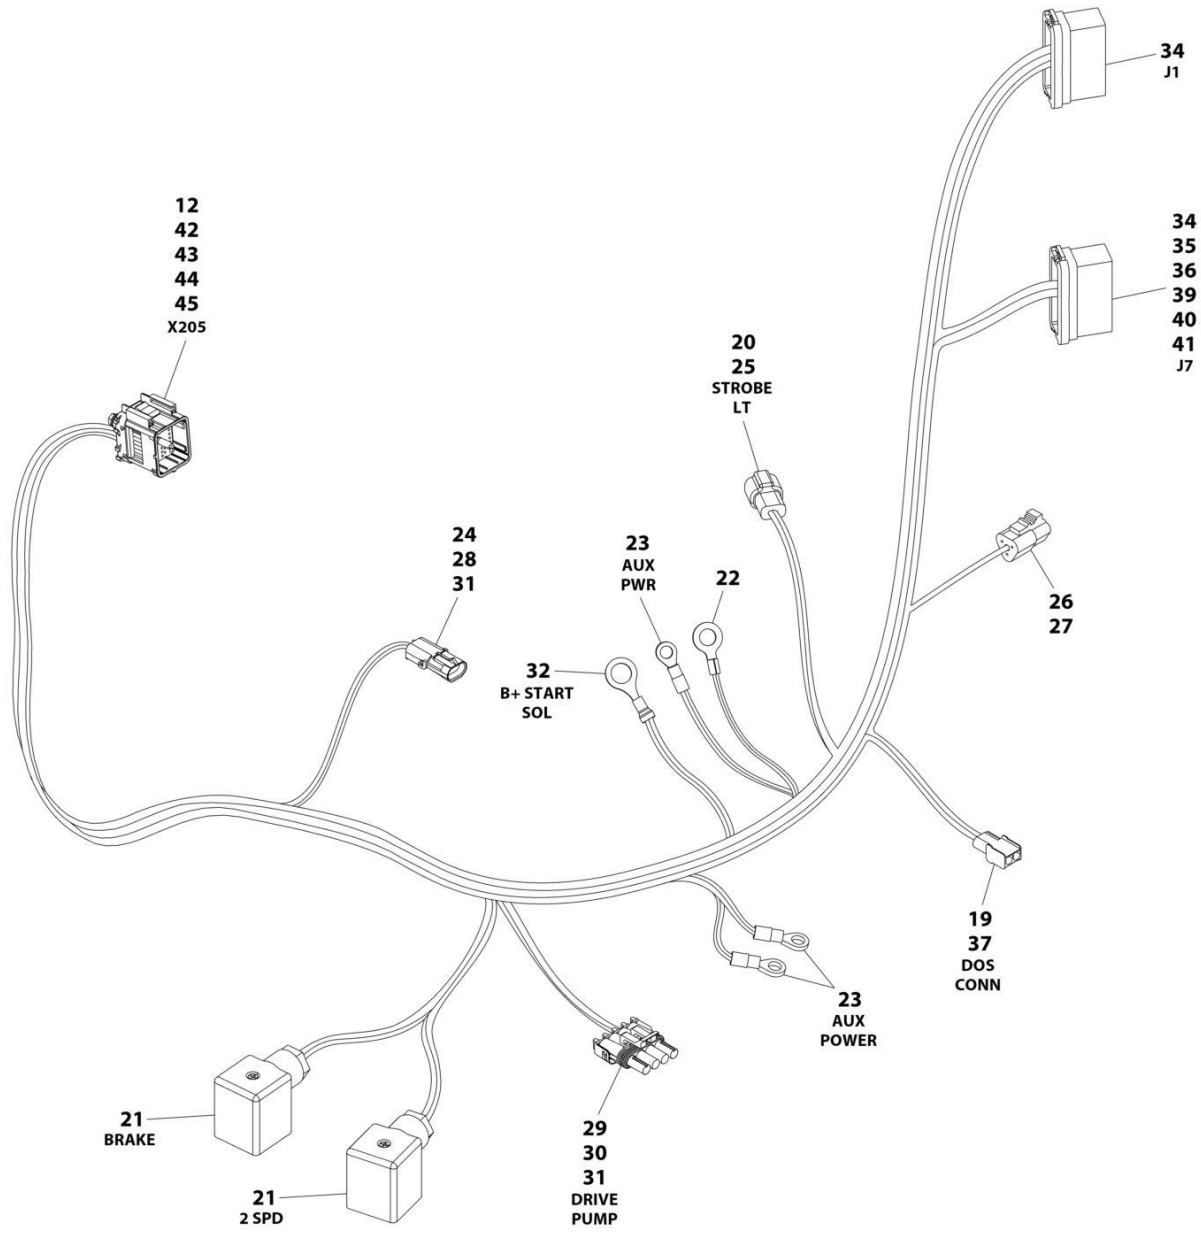 34
J1
12
42
43
44
45
X205
34
35
36
39
40
41
J7
20
25
STROBE
LT
24
28
31
23
AUX
PWR
22
26
27
32
B+ START
SOL
19
37
DOS
CONN
23
AUX
POWER
21
BRAKE
29
30
31
DRIVE
PUMP
21
2 SPD